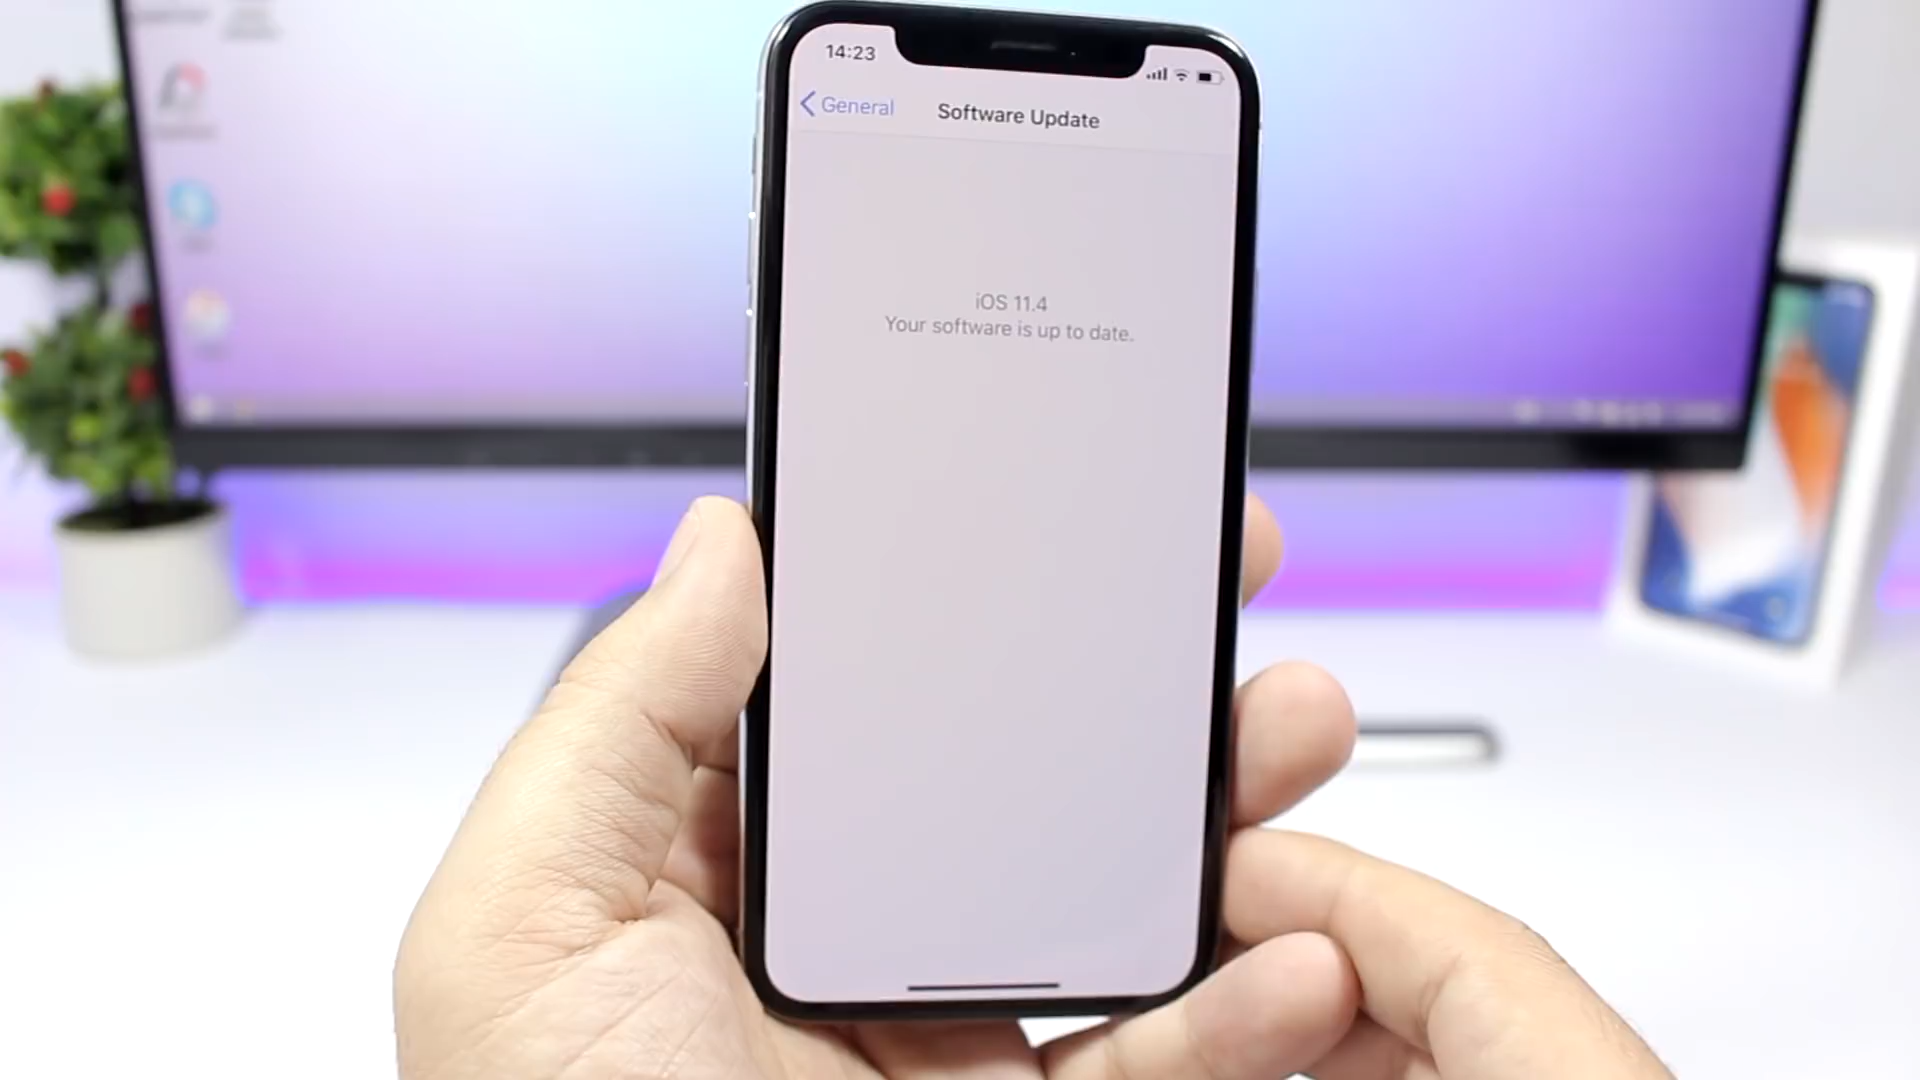 14:23
General
Software Update
iOS 11.4
Your software is up to date.